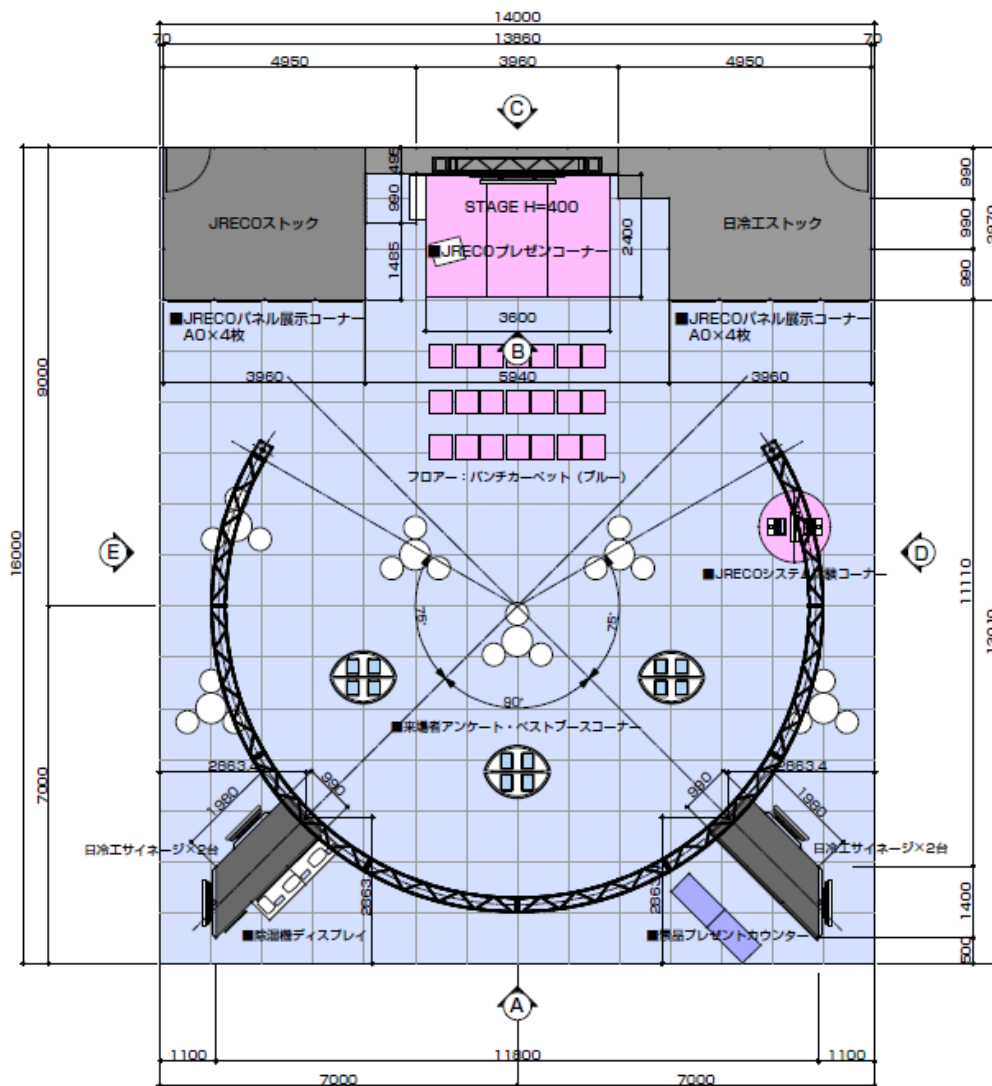 14000
70
13860
70
4950
3960
4950
C
495
990
1485
JRECOストック
STAGE H=400
■JRECOプレゼンコーナー
2400
日冷エストック
990
990
990
2970
■JRECOパネル展示コーナー
A0×4枚
3600
■JRECOパネル展示コーナー
A0×4枚
B
3960
5940
3960
9000
フロアー：パンチカーペット（ブルー）
16000
E
D
■JRECOシステム体験コーナー
11110
75°
75°
90°
■来場者アンケート・ベストブースコーナー
7000
2663.4
990
1980
2663.4
990
1980
日冷エサイネージ×2台
日冷エサイネージ×2台
2663
2663
1400
■除湿機ディスプレイ
■景品プレゼントカウンター
500
A
1100
11800
1100
7000
7000